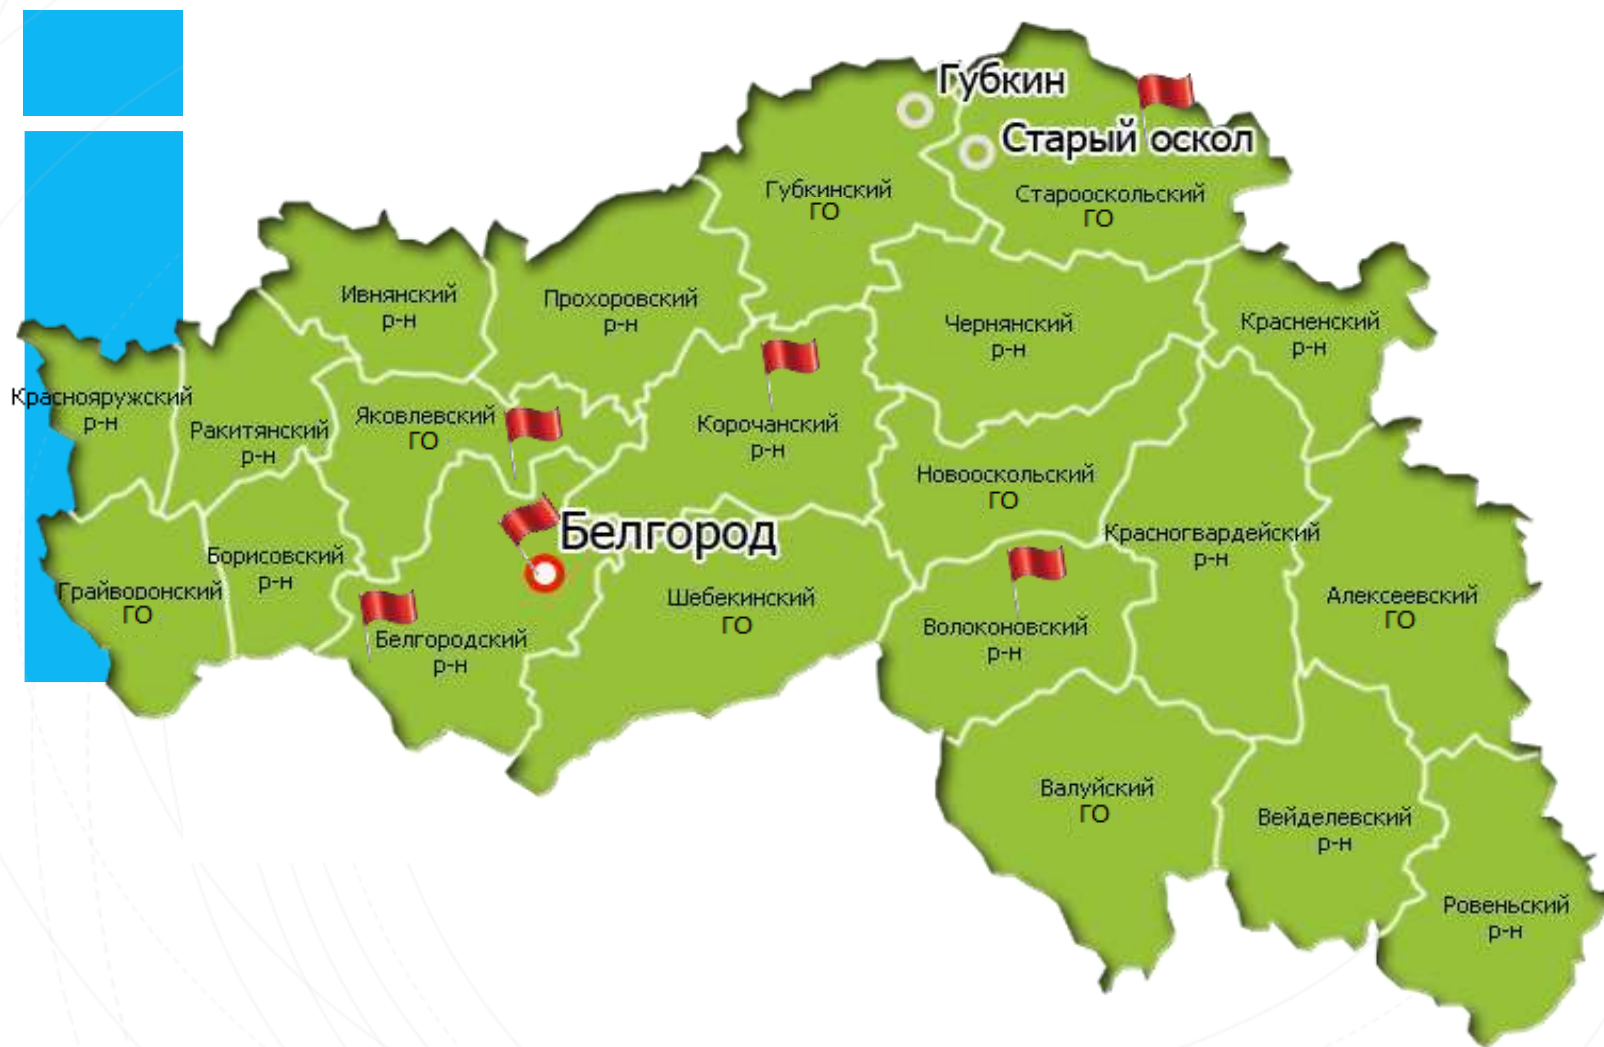 Губкин
Старый оскол
Губкинский
ГО
Старооскольский
ГО
Ивнянский
р-н
Прохоровский
р-н
Чернянский
р-н
Красненский
р-н
Краснояружский
р-н
Ракитянский
р-н
Яковлевский
ГО
Корочанский
р-н
Новооскольский
ГО
Белгород
Красногвардейский
р-н
Борисовский
р-н
Грайворонский
ГО
Шебекинский
ГО
Алексеевский
ГО
Белгородский
р-н
Волоконовский
р-н
Валуйский
ГО
Вейделевский
р-н
Ровеньский
р-н